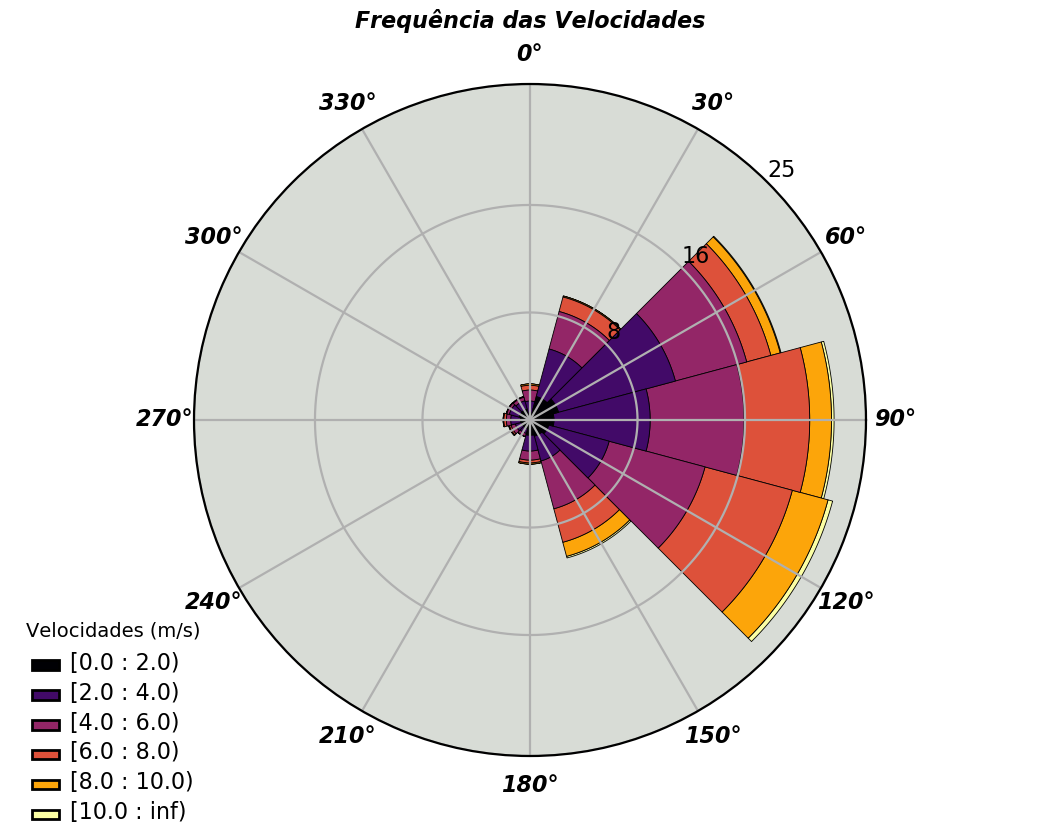 Frequência das Velocidades
0°
330°
30°
25
300°
60°
16
8
270°
90°
240°
120°
210°
150°
180°
Velocidades (m/s)
[0.0 : 2.0)
[2.0 : 4.0)
[4.0 : 6.0)
[6.0 : 8.0)
[8.0 : 10.0)
[10.0 : inf)